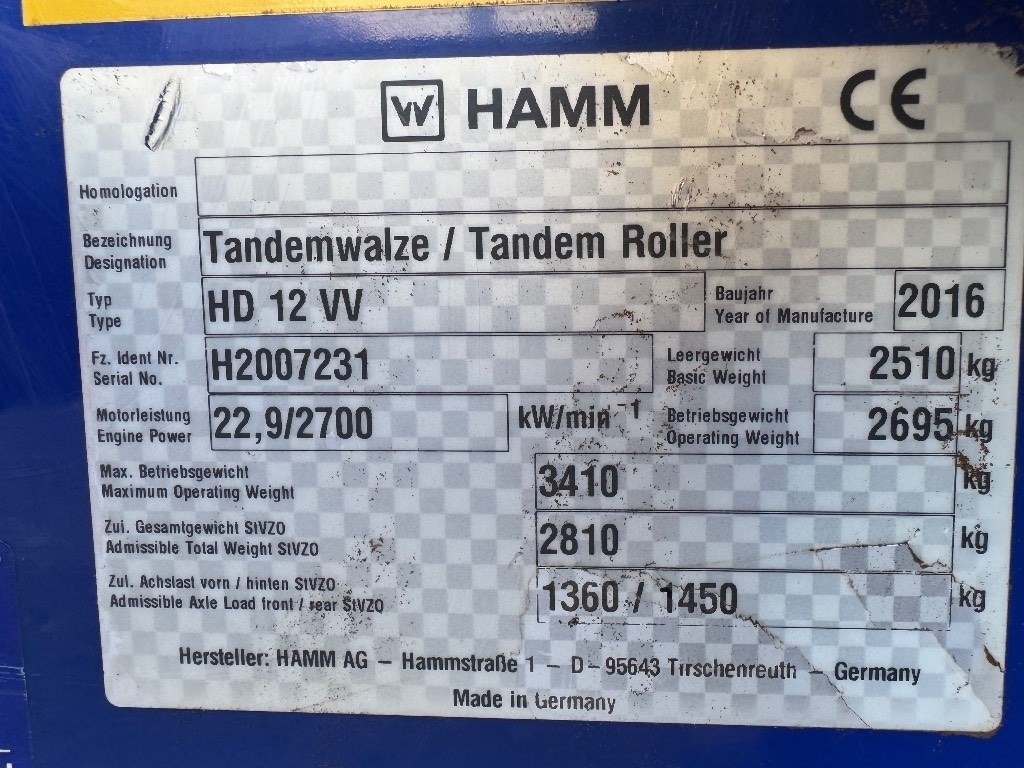 HAMM CE
Homologation
Bezeichnung
Designation
Tandemwalze / Tandem Roller
Typ
Type
HD 12 VV
Baujahr
Year of Manufacture
2016
Fz. Ident Nr.
Serial No.
H2007231
Leergewicht
Basic Weight
2510 kg
Motorleistung
Engine Power
22,9/2700 kW/min⁻¹
Betriebsgewicht
Operating Weight
2695 kg
Max. Betriebsgewicht
Maximum Operating Weight
3410 kg
Zul. Gesamtgewicht StVZO
Admissible Total Weight StVZO
2810 kg
Zul. Achslast vorn / hinten StVZO
Admissible Axle Load front / rear StVZO
1360 / 1450 kg
Hersteller: HAMM AG – Hammstraße 1 – D – 95643 Tirschenreuth – Germany
Made in Germany